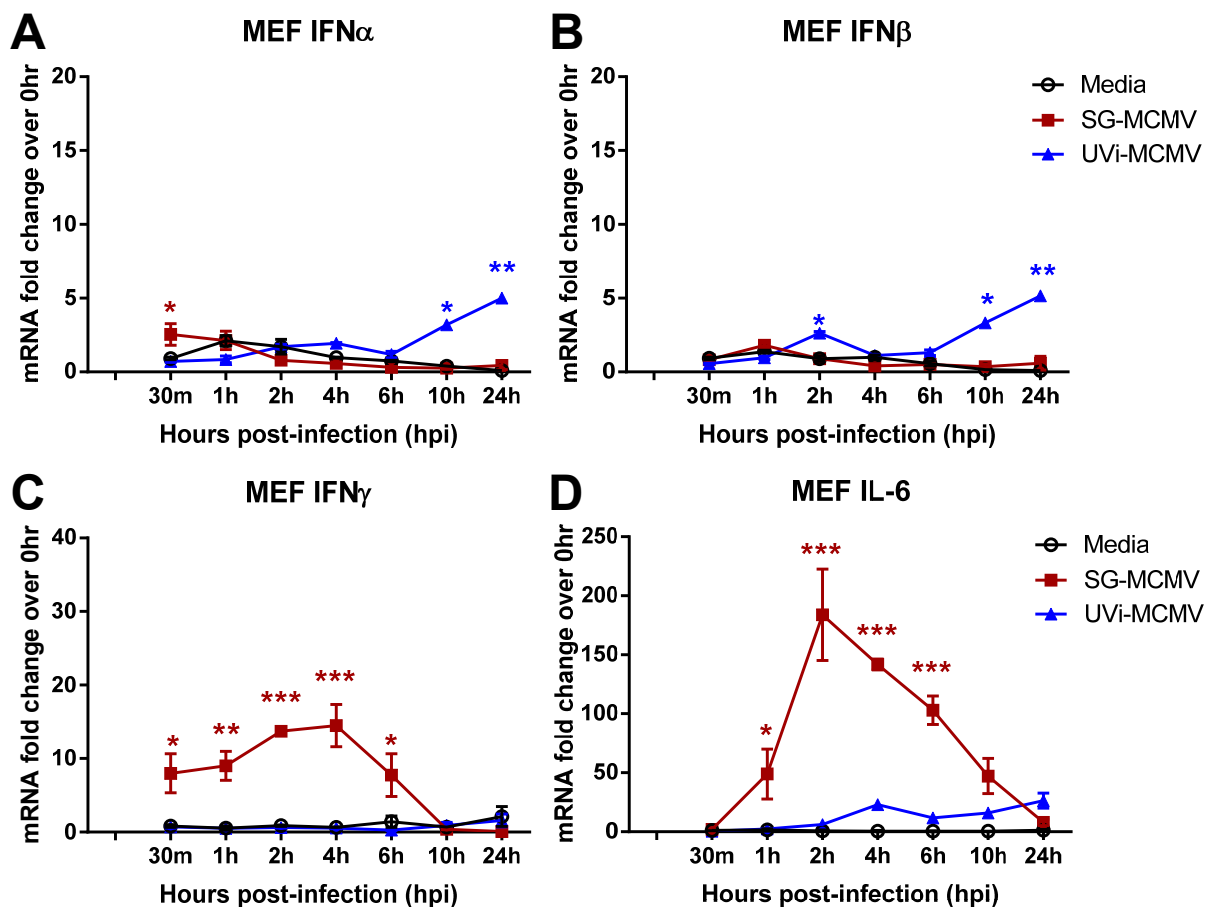 A
MEF IFNα
mRNA fold change over 0hr
20
15
10
5
0
*
*
**
30m 1h 2h 4h 6h 10h 24h
Hours post-infection (hpi)
B
MEF IFNβ
mRNA fold change over 0hr
20
15
10
5
0
*
*
**
30m 1h 2h 4h 6h 10h 24h
Hours post-infection (hpi)
Media
SG-MCMV
UVi-MCMV
C
MEF IFNγ
mRNA fold change over 0hr
40
30
20
10
0
*
**
***
***
*
30m 1h 2h 4h 6h 10h 24h
Hours post-infection (hpi)
D
MEF IL-6
mRNA fold change over 0hr
250
200
150
100
50
0
*
***
***
***
30m 1h 2h 4h 6h 10h 24h
Hours post-infection (hpi)
Media
SG-MCMV
UVi-MCMV